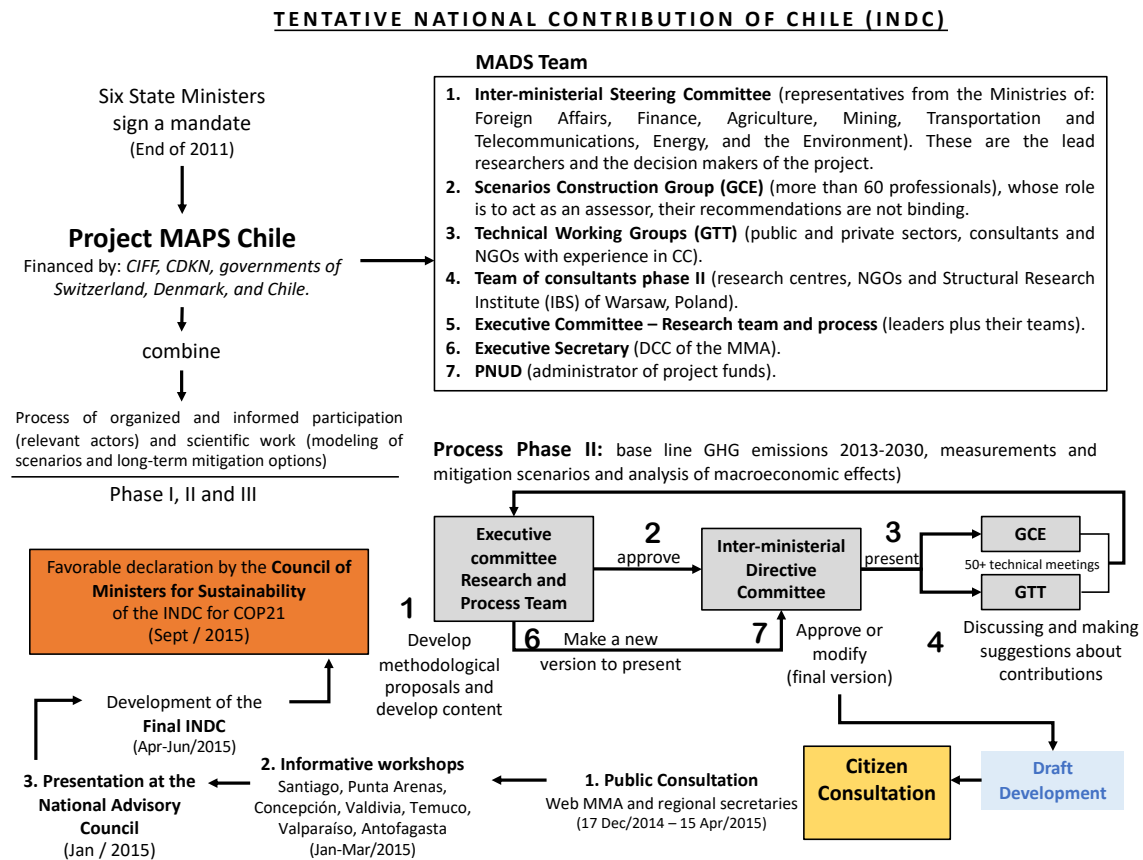 TENTATIVE NATIONAL CONTRIBUTION OF CHILE (INDC)
Six State Ministers
sign a mandate
(End of 2011)
Project MAPS Chile
Financed by: CIFF, CDKN, governments of
Switzerland, Denmark, and Chile.
combine
Process of organized and informed participation
(relevant actors) and scientific work (modeling of
scenarios and long-term mitigation options)
Phase I, II and III
MADS Team
1. Inter-ministerial Steering Committee (representatives from the Ministries of:
Foreign Affairs, Finance, Agriculture, Mining, Transportation and
Telecommunications, Energy, and the Environment). These are the lead
researchers and the decision makers of the project.
2. Scenarios Construction Group (GCE) (more than 60 professionals), whose role
is to act as an assessor, their recommendations are not binding.
3. Technical Working Groups (GTT) (public and private sectors, consultants and
NGOs with experience in CC).
4. Team of consultants phase II (research centres, NGOs and Structural Research
Institute (IBS) of Warsaw, Poland).
5. Executive Committee – Research team and process (leaders plus their teams).
6. Executive Secretary (DCC of the MMA).
7. PNUD (administrator of project funds).
Process Phase II: base line GHG emissions 2013-2030, measurements and
mitigation scenarios and analysis of macroeconomic effects)
1
Executive
committee
Research and
Process Team
Develop
methodological
proposals and
develop content
2
approve
Inter-ministerial
Directive
Committee
3
present
GCE
50+ technical meetings
GTT
4
Discussing and making
suggestions about
contributions
6
Make a new
version to present
7
Approve or
modify
(final version)
Draft
Development
Citizen
Consultation
1. Public Consultation
Web MMA and regional secretaries
(17 Dec/2014 – 15 Apr/2015)
2. Informative workshops
Santiago, Punta Arenas,
Concepción, Valdivia, Temuco,
Valparaíso, Antofagasta
(Jan-Mar/2015)
3. Presentation at the
National Advisory
Council
(Jan / 2015)
Development of the
Final INDC
(Apr-Jun/2015)
Favorable declaration by the Council of
Ministers for Sustainability
of the INDC for COP21
(Sept / 2015)